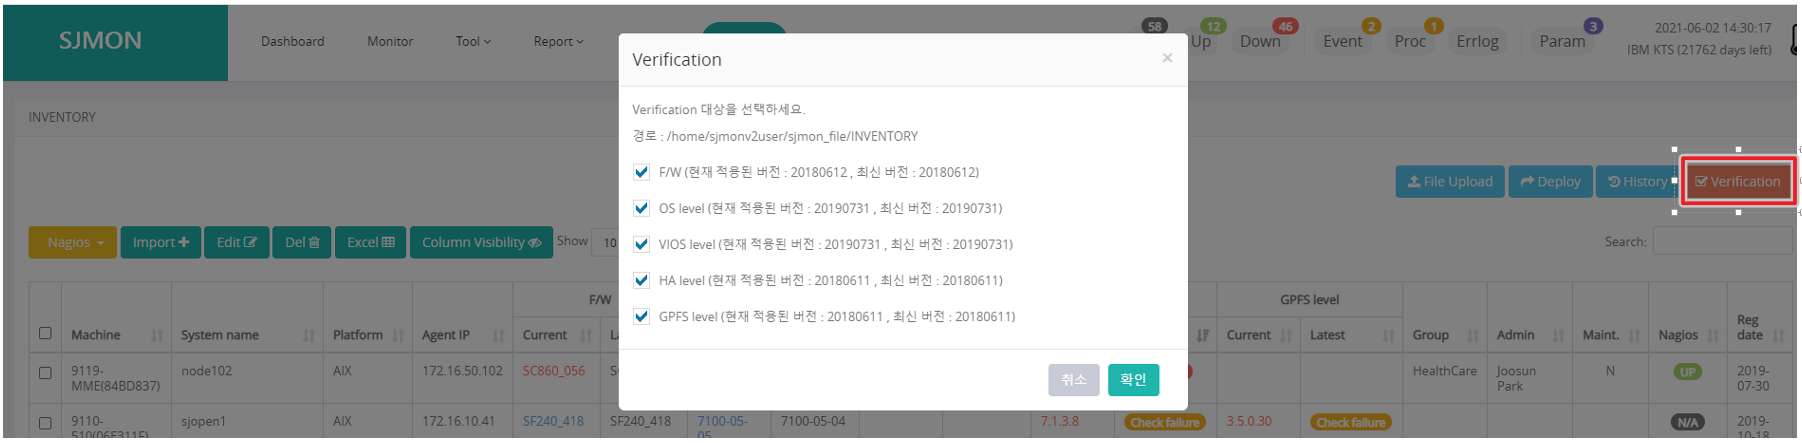 SJMON
Dashboard Monitor Tool Report
58 Up 12 Down 46 Event 2 Proc 1 Errlog Param 3
2021-06-02 14:30:17
IBM KTS (21762 days left)
INVENTORY
Verification ×
Verification 대상을 선택하세요.
경로 : /home/sjmonv2user/sjmon_file/INVENTORY
F/W (현재 적용된 버전 : 20180612 , 최신 버전 : 20180612)
OS level (현재 적용된 버전 : 20190731 , 최신 버전 : 20190731)
VIOS level (현재 적용된 버전 : 20190731 , 최신 버전 : 20190731)
HA level (현재 적용된 버전 : 20180611 , 최신 버전 : 20180611)
GPFS level (현재 적용된 버전 : 20180611 , 최신 버전 : 20180611)
취소 확인
File Upload Deploy History Verification
Nagios Import Edit Del Excel Column Visibility Show 10
Search:
F/W GPFS level
Machine System name Platform Agent IP Current Current Latest Group Admin Maint. Nagios Reg date
9119-MME(84BD837) node102 AIX 172.16.50.102 SC860_056 HealthCare Joosun Park N UP 2019-07-30
9110-510(06E311F) sjopen1 AIX 172.16.10.41 SF240_418 SF240_418 7100-05-05 7100-05-04 7.1.3.8 Check failure 3.5.0.30 Check failure N/A 2019-10-18